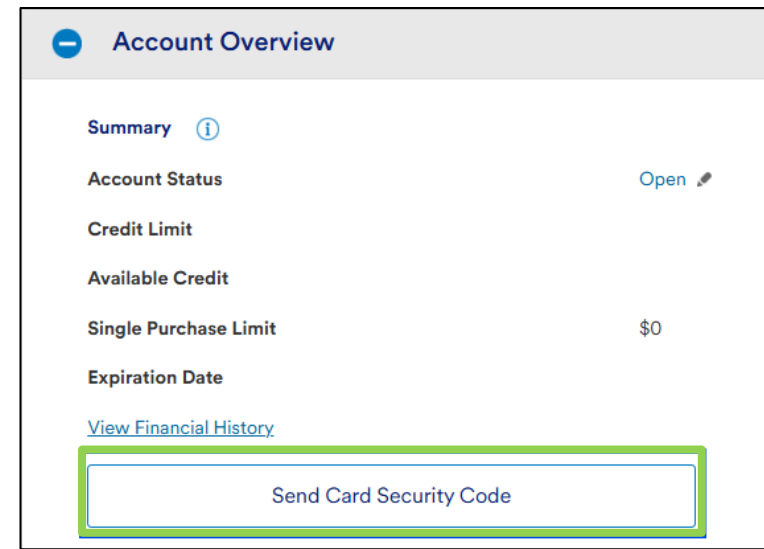 Account Overview
Summary
Account Status Open
Credit Limit
Available Credit
Single Purchase Limit $0
Expiration Date
View Financial History
Send Card Security Code